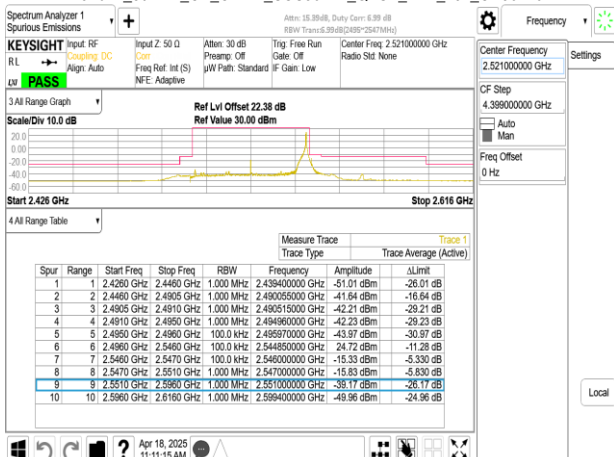 Spectrum Analyzer 1
Spurious Emissions
Attn: 15.39dB, Duty Corr: 6.99 dB
RBW Trans:6.99dB(2495~2547MHz)
Frequency
KEYSIGHT
Input: RF
Input Z: 50 Ω
Atten: 30 dB
Trig: Free Run
Center Freq: 2.521000000 GHz
RL
Coupling: DC
Corr
Preamp: Off
Gate: Off
Radio Std: None
Align: Auto
Freq Ref: Int (S)
µW Path: Standard
IF Gain: Low
NFE: Adaptive
PASS
Center Frequency
2.521000000 GHz
Settings
CF Step
4.399000000 GHz
Auto
Man
Freq Offset
0 Hz
3 All Range Graph
Ref Lvl Offset 22.38 dB
Scale/Div 10.0 dB
Ref Value 30.00 dBm
20.0
0.00
-20.0
-40.0
-60.0
Start 2.426 GHz
Stop 2.616 GHz
4 All Range Table
Measure Trace
Trace 1
Trace Type
Trace Average (Active)
Spur Range Start Freq Stop Freq RBW Frequency Amplitude ΔLimit
1 1 2.4260 GHz 2.4460 GHz 1.000 MHz 2.439400000 GHz -51.01 dBm -26.01 dB
2 2 2.4460 GHz 2.4905 GHz 1.000 MHz 2.490055000 GHz -41.64 dBm -16.64 dB
3 3 2.4905 GHz 2.4910 GHz 1.000 MHz 2.490515000 GHz -42.21 dBm -29.21 dB
4 4 2.4910 GHz 2.4950 GHz 1.000 MHz 2.494960000 GHz -42.23 dBm -29.23 dB
5 5 2.4950 GHz 2.4960 GHz 100.0 kHz 2.495970000 GHz -43.97 dBm -30.97 dB
6 6 2.4960 GHz 2.5460 GHz 100.0 kHz 2.544850000 GHz 24.72 dBm -11.28 dB
7 7 2.5460 GHz 2.5470 GHz 100.0 kHz 2.546000000 GHz -15.33 dBm -5.330 dB
8 8 2.5470 GHz 2.5510 GHz 1.000 MHz 2.547000000 GHz -15.83 dBm -5.830 dB
9 9 2.5510 GHz 2.5960 GHz 1.000 MHz 2.551000000 GHz -39.17 dBm -26.17 dB
10 10 2.5960 GHz 2.6160 GHz 1.000 MHz 2.599400000 GHz -49.96 dBm -24.96 dB
Local
Apr 18, 2025
11:11:15 AM